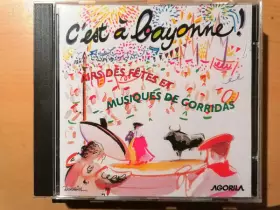 c'est à bayonne !
AIRS DES FÊTES ET
MUSIQUES DE CORRIDAS
AGORILA